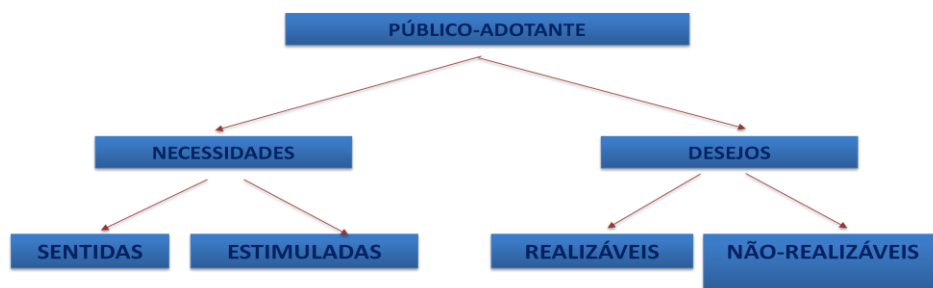 PÚBLICO-ADOTANTE
NECESSIDADES
DESEJOS
SENTIDAS
ESTIMULADAS
REALIZÁVEIS
NÃO-REALIZÁVEIS